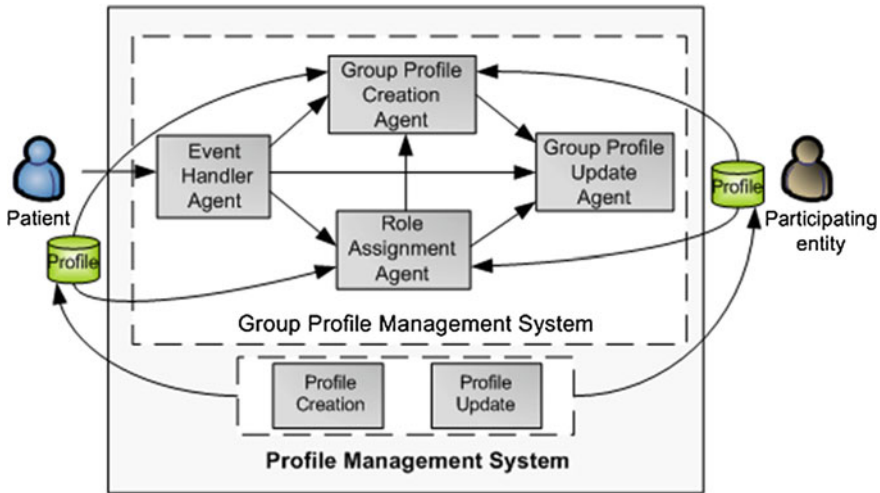 Group Profile
Creation
Agent
Event
Handler
Agent
Group Profile
Update
Agent
Patient
Profile
Role
Assignment
Agent
Profile
Participating
entity
Profile
Group Profile Management System
Profile
Creation
Profile
Update
Profile Management System